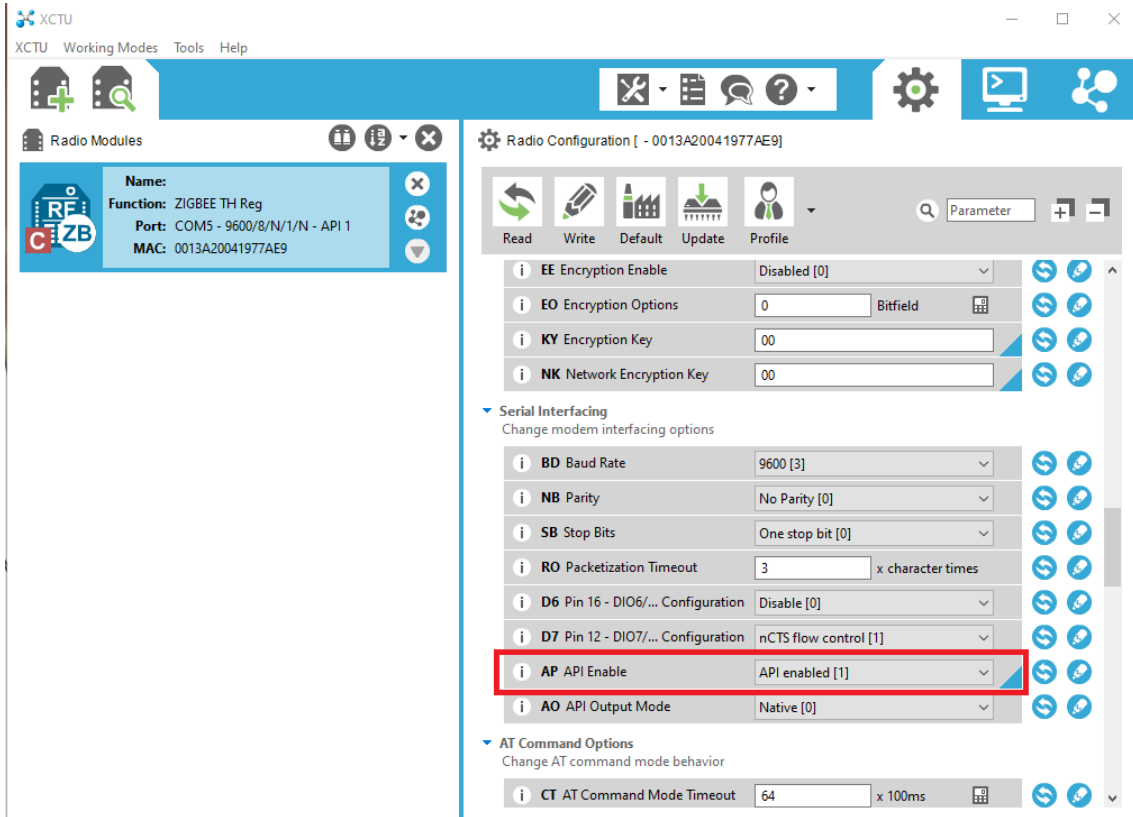 XCTU
XCTU Working Modes Tools Help
Radio Modules
Name:
Function: ZIGBEE TH Reg
Port: COM5 - 9600/8/N/1/N - API 1
MAC: 0013A20041977AE9
RF
C ZB
Radio Configuration [ - 0013A20041977AE9]
Read Write Default Update Profile
Parameter
i EE Encryption Enable Disabled [0]
i EO Encryption Options 0 Bitfield
i KY Encryption Key 00
i NK Network Encryption Key 00
Serial Interfacing
Change modem interfacing options
i BD Baud Rate 9600 [3]
i NB Parity No Parity [0]
i SB Stop Bits One stop bit [0]
i RO Packetization Timeout 3 x character times
i D6 Pin 16 - DIO6/... Configuration Disable [0]
i D7 Pin 12 - DIO7/... Configuration nCTS flow control [1]
i AP API Enable API enabled [1]
i AO API Output Mode Native [0]
AT Command Options
Change AT command mode behavior
i CT AT Command Mode Timeout 64 x 100ms